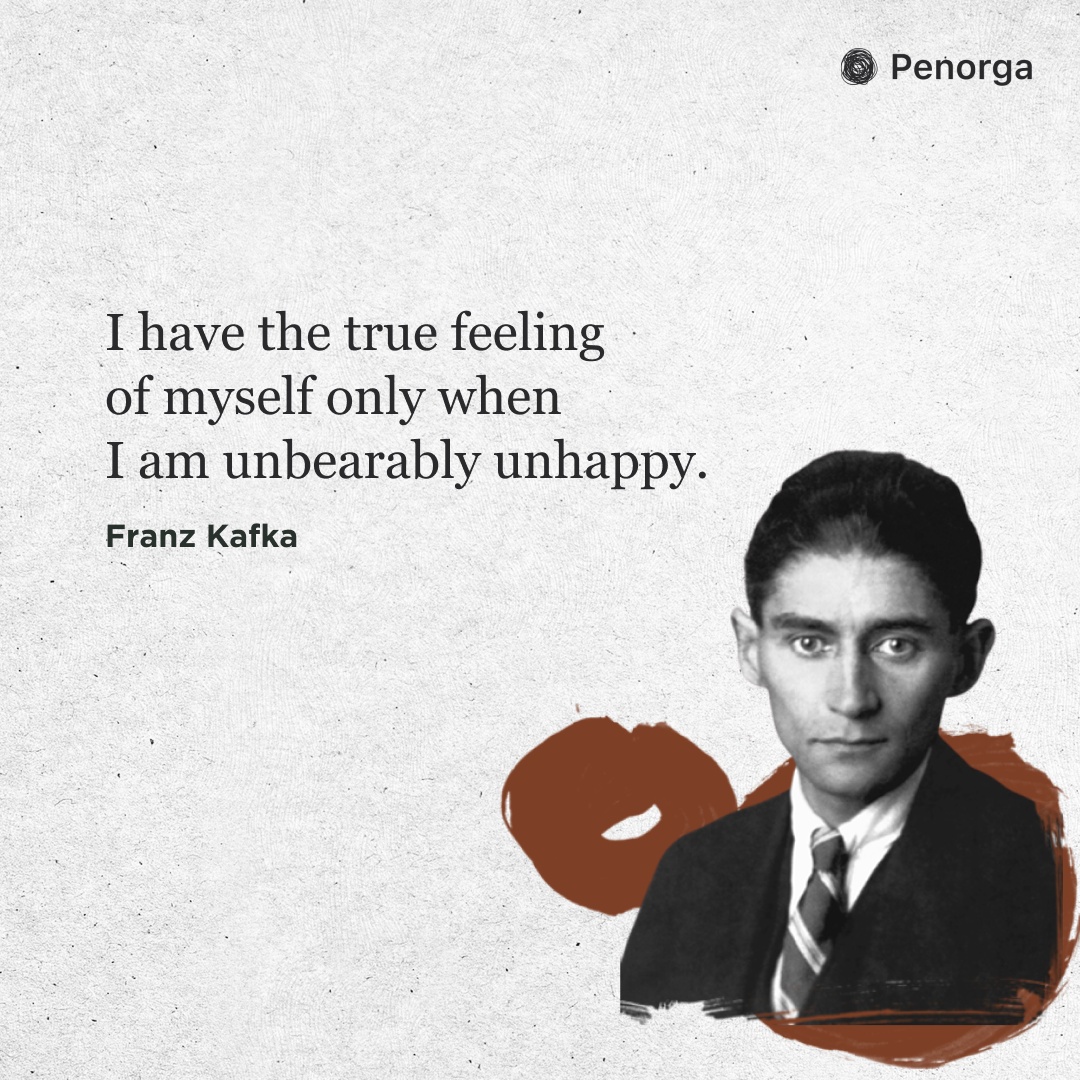 Penorga
I have the true feeling
of myself only when
I am unbearably unhappy.
Franz Kafka